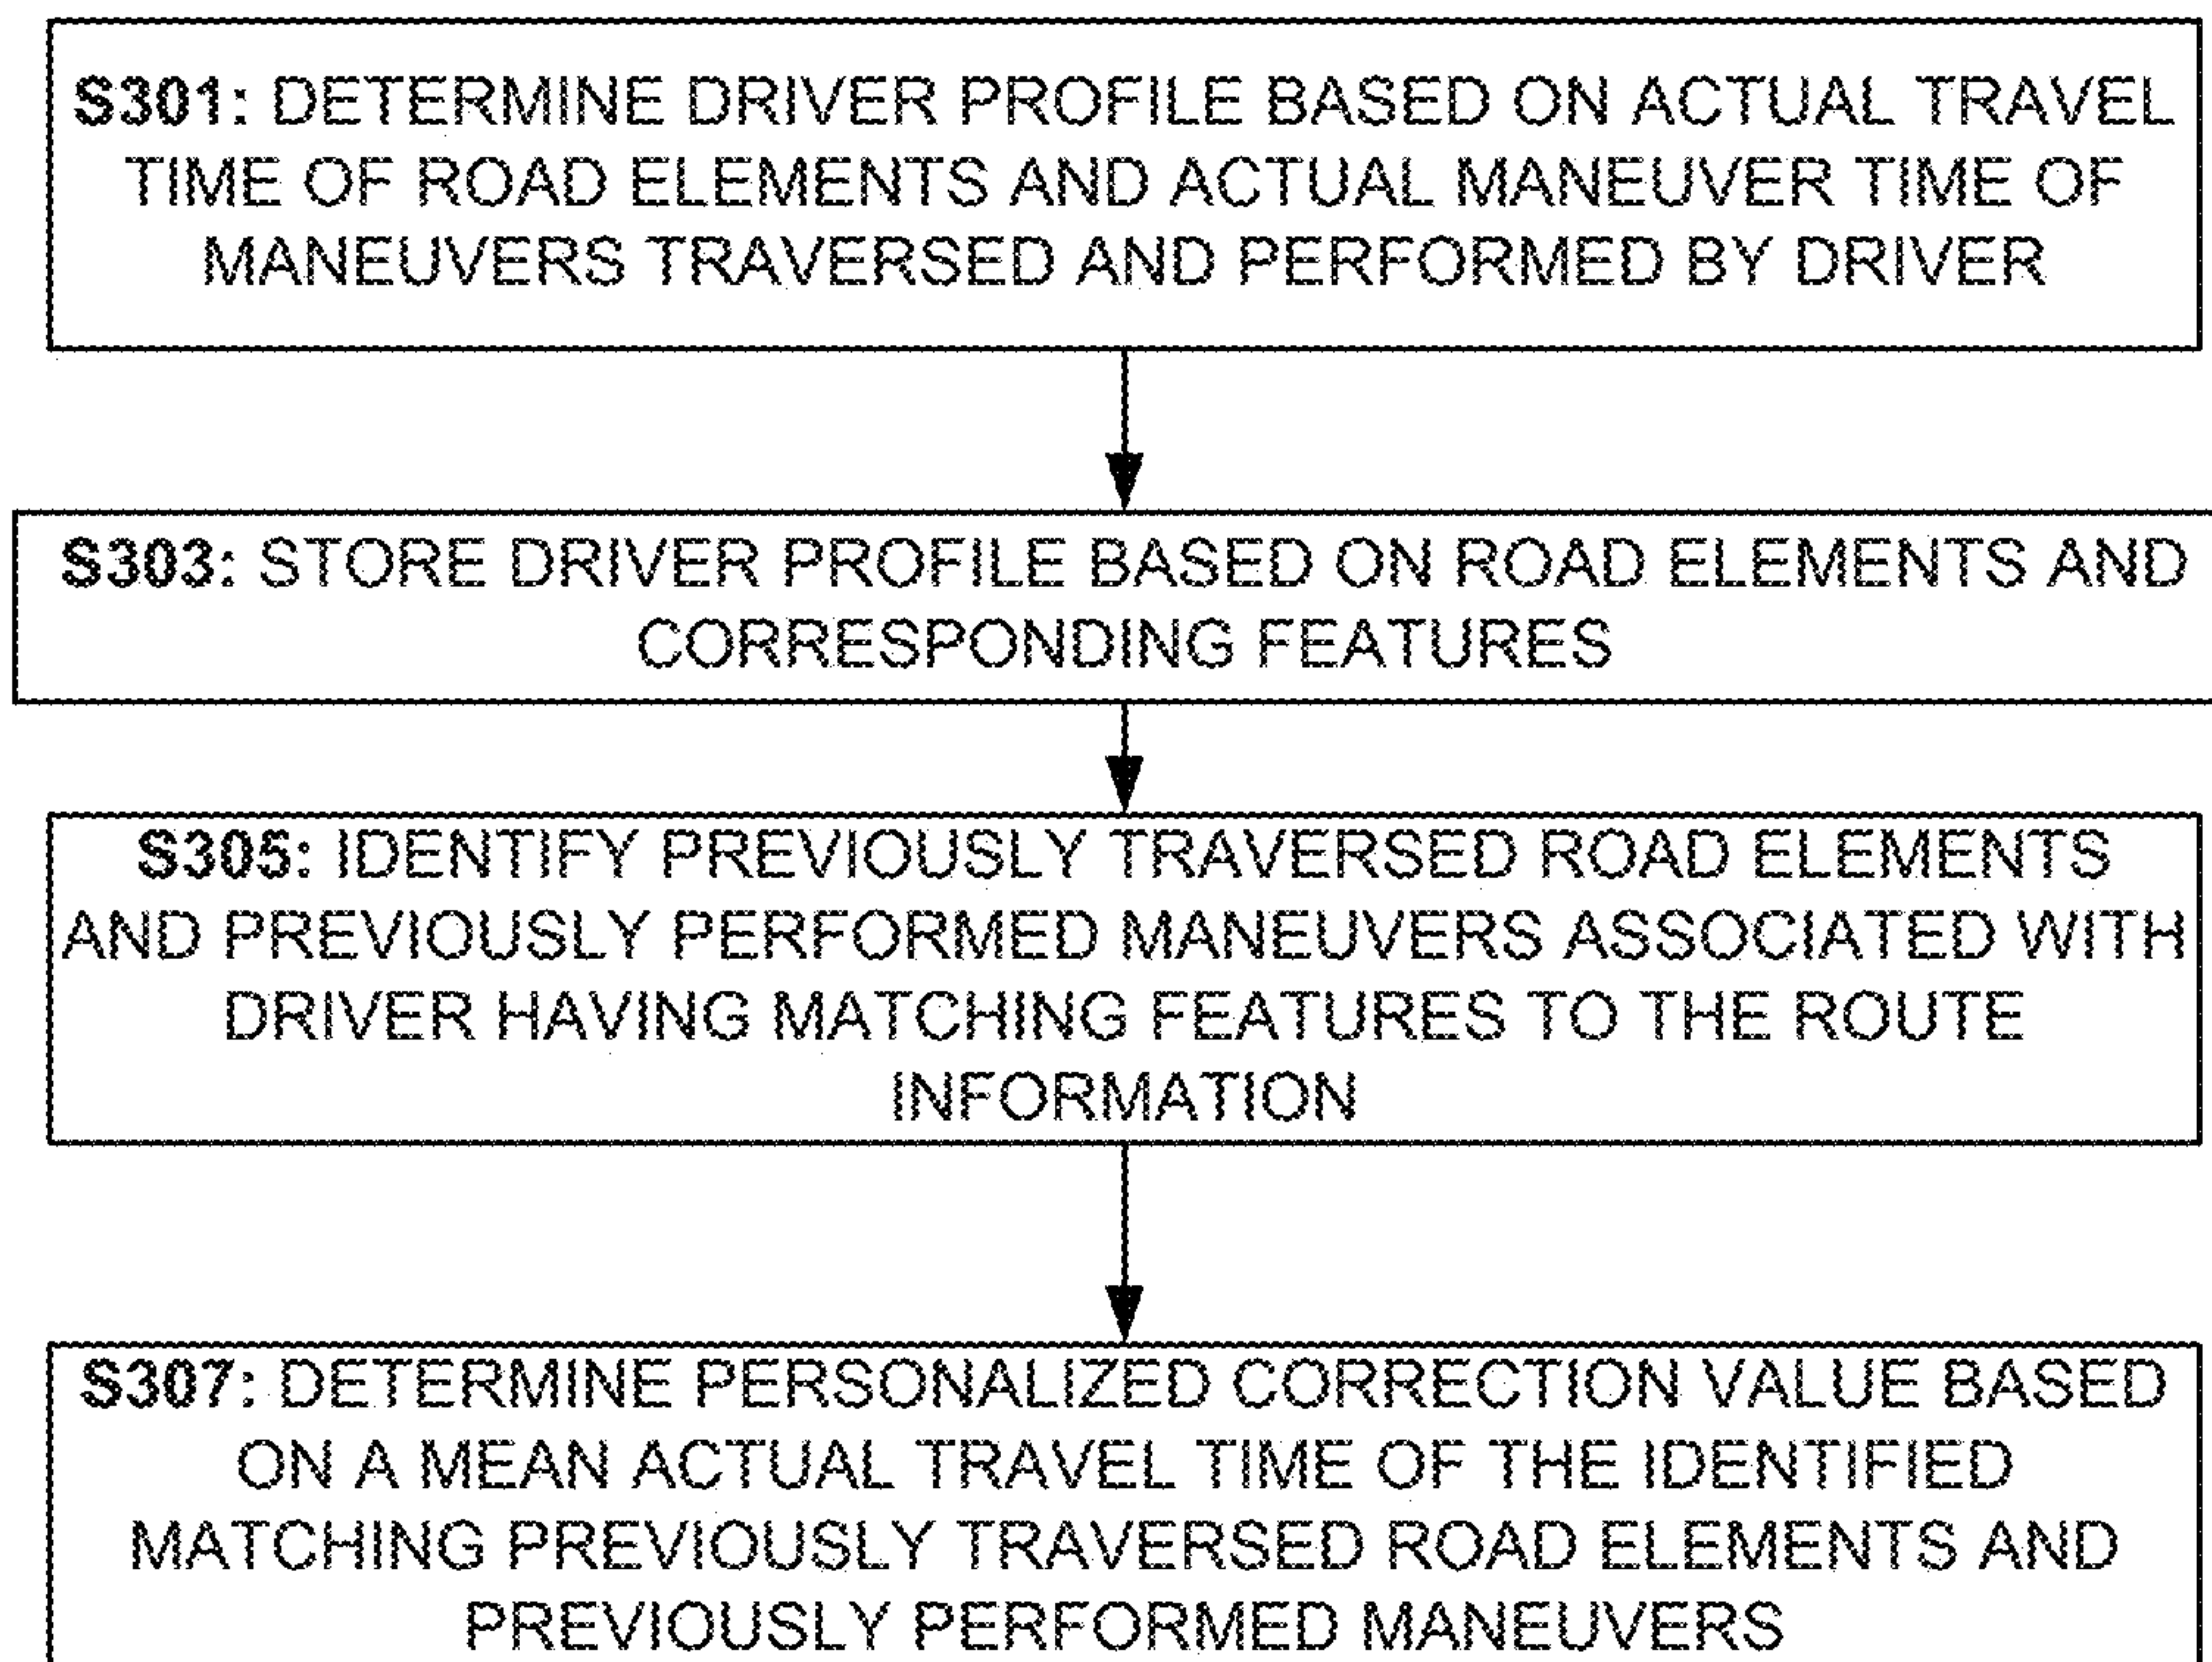 S301: DETERMINE DRIVER PROFILE BASED ON ACTUAL TRAVEL
TIME OF ROAD ELEMENTS AND ACTUAL MANEUVER TIME OF
MANEUVERS TRAVERSED AND PERFORMED BY DRIVER
S303: STORE DRIVER PROFILE BASED ON ROAD ELEMENTS AND
CORRESPONDING FEATURES
S305: IDENTIFY PREVIOUSLY TRAVERSED ROAD ELEMENTS
AND PREVIOUSLY PERFORMED MANEUVERS ASSOCIATED WITH
DRIVER HAVING MATCHING FEATURES TO THE ROUTE
INFORMATION
S307: DETERMINE PERSONALIZED CORRECTION VALUE BASED
ON A MEAN ACTUAL TRAVEL TIME OF THE IDENTIFIED
MATCHING PREVIOUSLY TRAVERSED ROAD ELEMENTS AND
PREVIOUSLY PERFORMED MANEUVERS